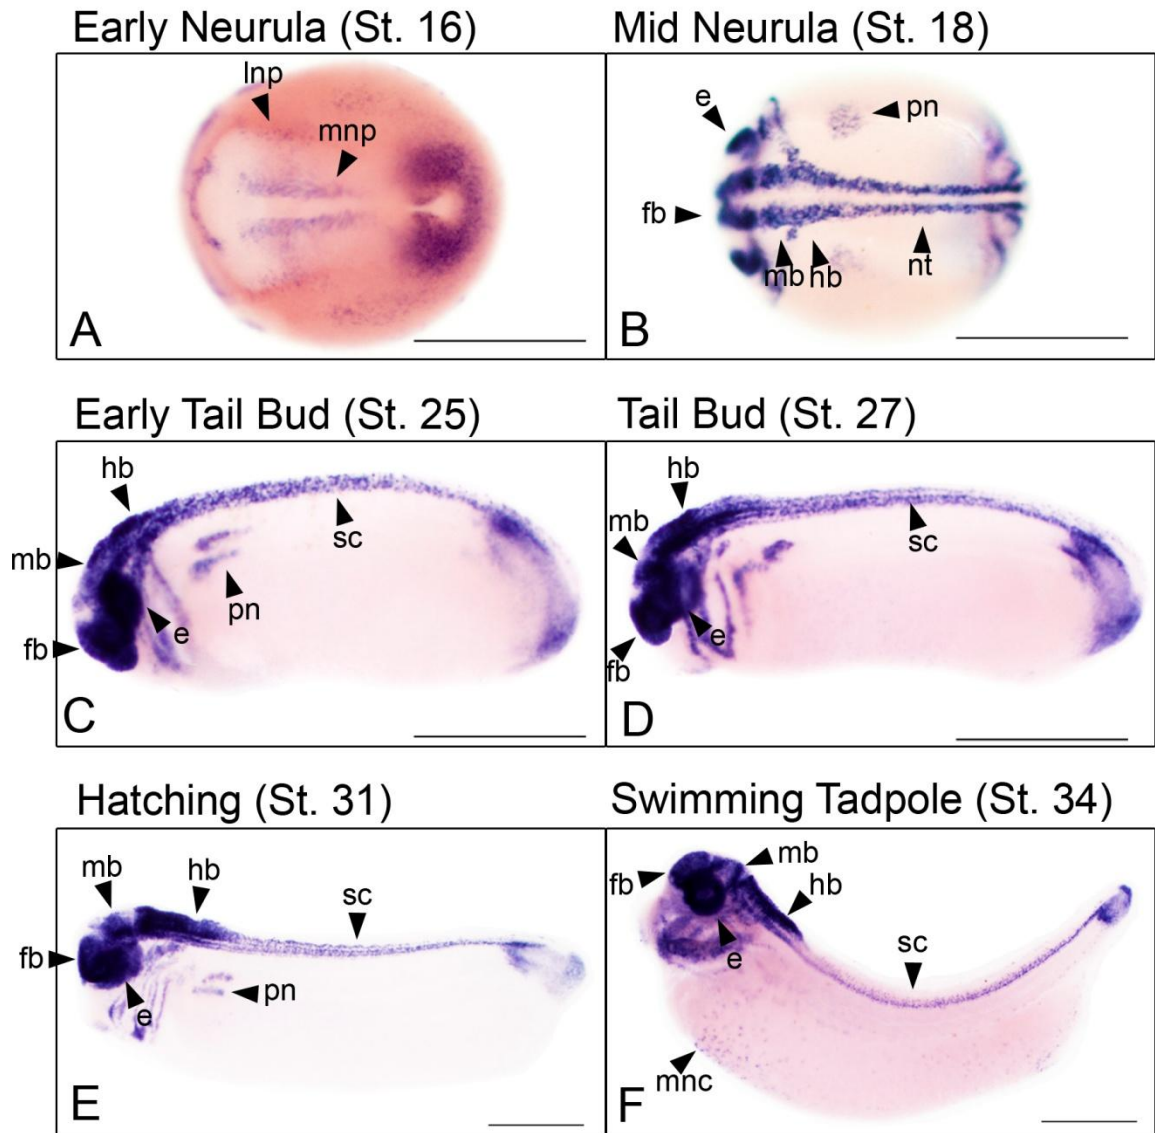 Early Neurula (St. 16)
Mid Neurula (St. 18)
lnp
mnp
A
e
pn
fb
mb
hb
nt
B
Early Tail Bud (St. 25)
Tail Bud (St. 27)
hb
mb
sc
pn
e
fb
C
hb
mb
sc
e
fb
D
Hatching (St. 31)
Swimming Tadpole (St. 34)
mb
hb
sc
fb
pn
e
E
fb
mb
hb
e
sc
mnc
F